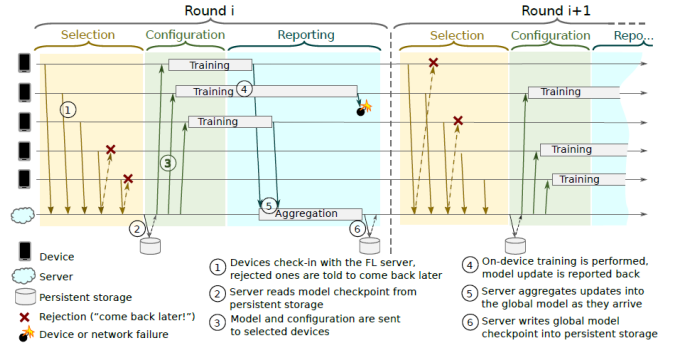 Round i
Round i+1
Selection
Configuration
Reporting
Selection
Configuration
Repo...
Training
Training
4
Training
Training
1
Training
3
Training
Training
5
Aggregation
2
6
Device
Server
Persistent storage
Rejection (“come back later!”)
Device or network failure
1 Devices check-in with the FL server,
rejected ones are told to come back later
2 Server reads model checkpoint from
persistent storage
3 Model and configuration are sent
to selected devices
4 On-device training is performed,
model update is reported back
5 Server aggregates updates into
the global model as they arrive
6 Server writes global model
checkpoint into persistent storage